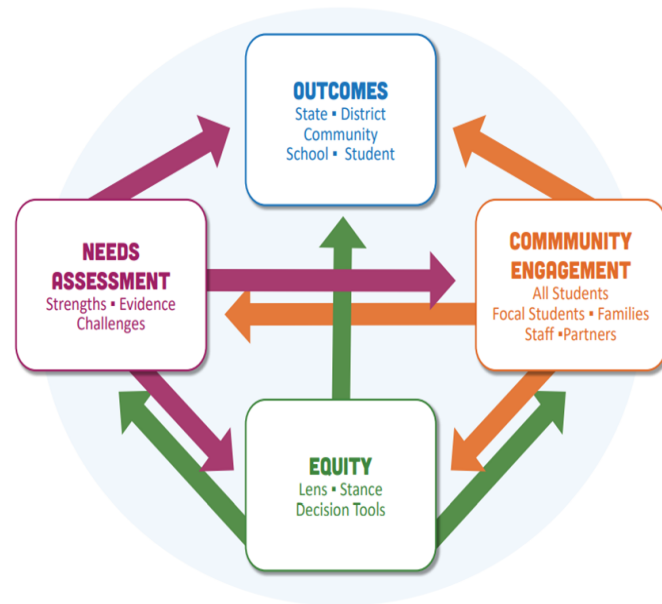 OUTCOMES
State ▪ District
Community
School ▪ Student
NEEDS
ASSESSMENT
Strengths ▪ Evidence
Challenges
COMMMUNITY
ENGAGEMENT
All Students
Focal Students ▪ Families
Staff ▪Partners
EQUITY
Lens ▪ Stance
Decision Tools